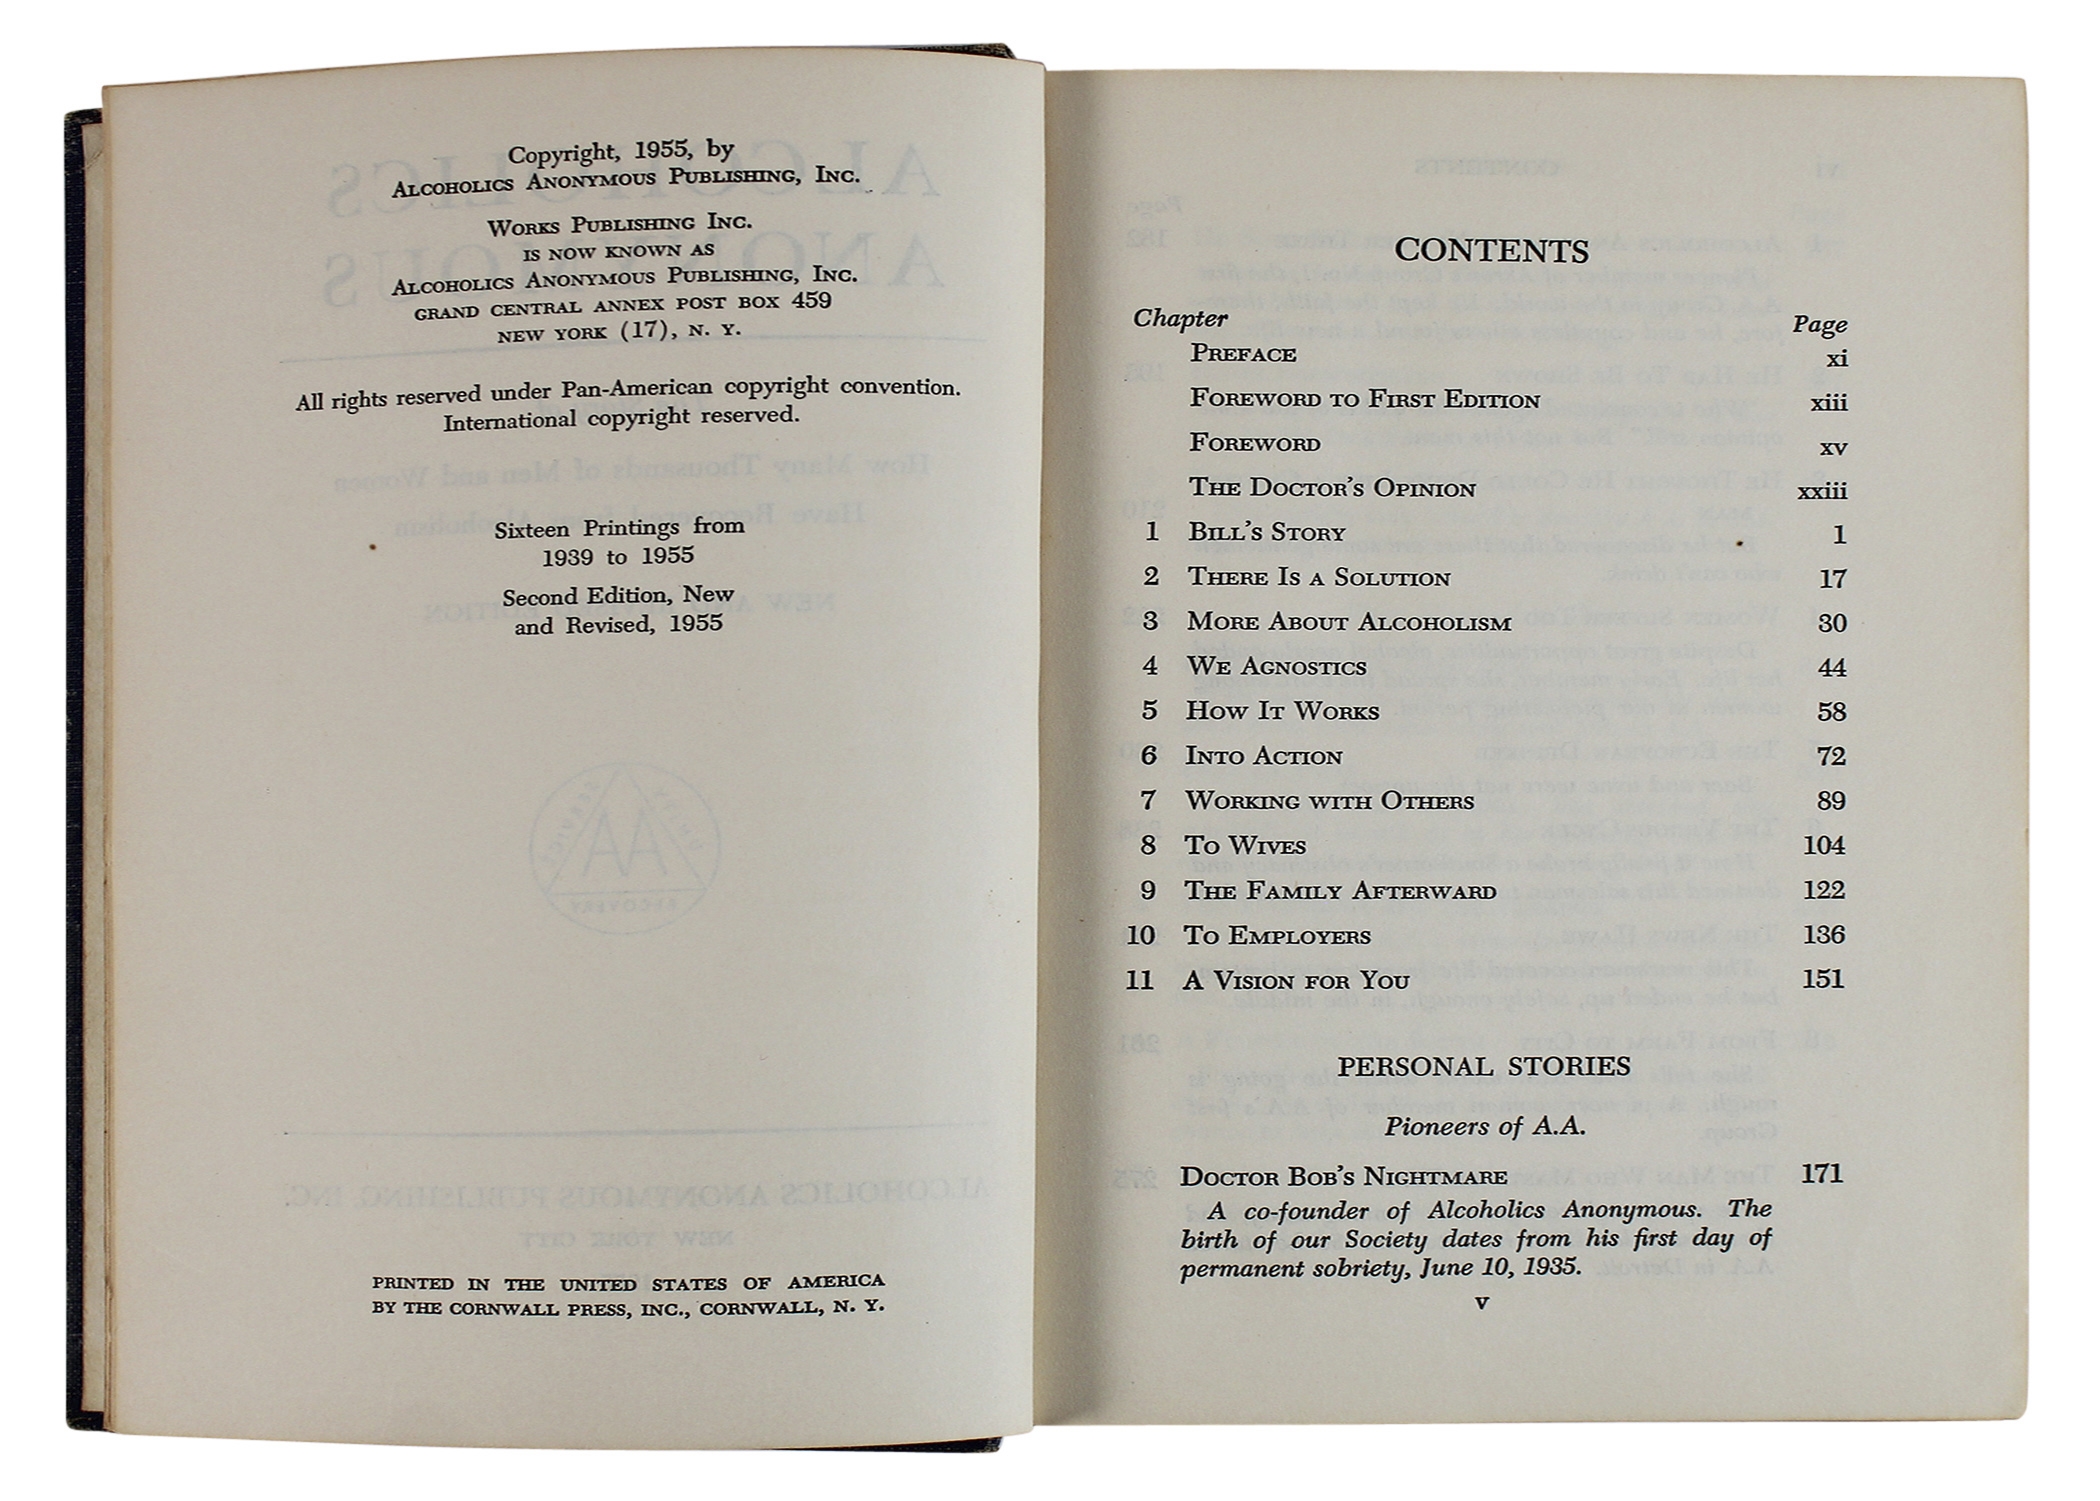 Copyright, 1955, by
Alcoholics Anonymous Publishing, Inc.
Works Publishing Inc.
IS NOW KNOWN AS
Alcoholics Anonymous Publishing, Inc.
GRAND CENTRAL ANNEX POST BOX 459
NEW YORK (17), N. Y.
All rights reserved under Pan-American copyright convention.
International copyright reserved.
Sixteen Printings from
1939 to 1955
Second Edition, New
and Revised, 1955
PRINTED IN THE UNITED STATES OF AMERICA
BY THE CORNWALL PRESS, INC., CORNWALL, N. Y.
CONTENTS
Chapter Page
Preface xi
Foreword to First Edition xiii
Foreword xv
The Doctor's Opinion xxiii
1 Bill's Story 1
2 There Is a Solution 17
3 More About Alcoholism 30
4 We Agnostics 44
5 How It Works 58
6 Into Action 72
7 Working with Others 89
8 To Wives 104
9 The Family Afterward 122
10 To Employers 136
11 A Vision for You 151
PERSONAL STORIES
Pioneers of A.A.
Doctor Bob's Nightmare 171
A co-founder of Alcoholics Anonymous. The
birth of our Society dates from his first day of
permanent sobriety, June 10, 1935.
v